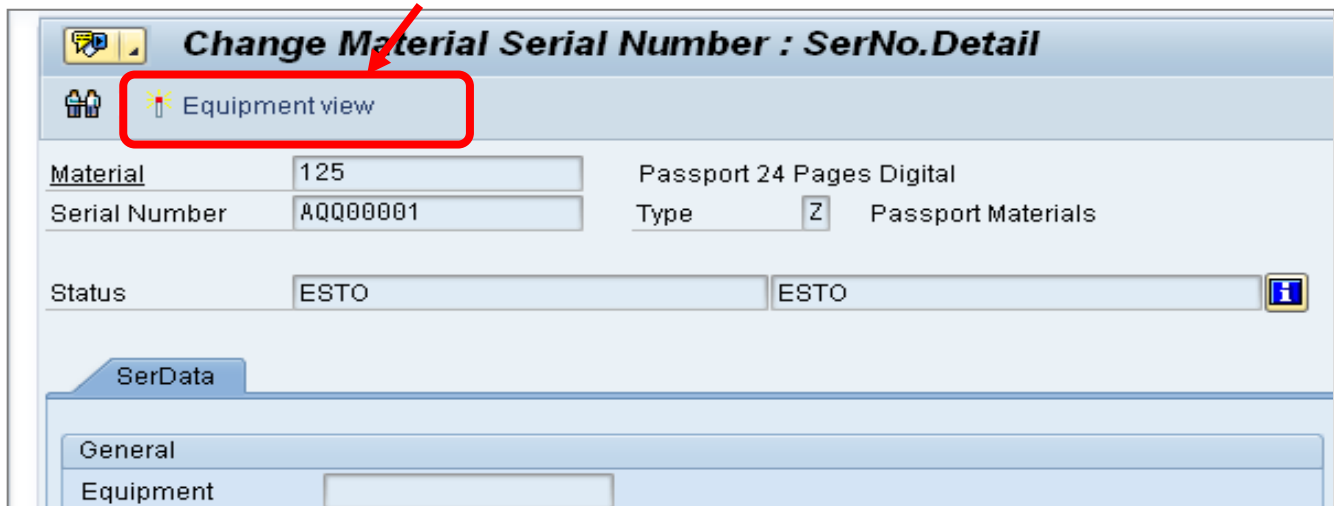 Change Material Serial Number : SerNo.Detail
Equipment view
Material 125 Passport 24 Pages Digital
Serial Number AQQ00001 Type Z Passport Materials
Status ESTO ESTO
SerData
General
Equipment